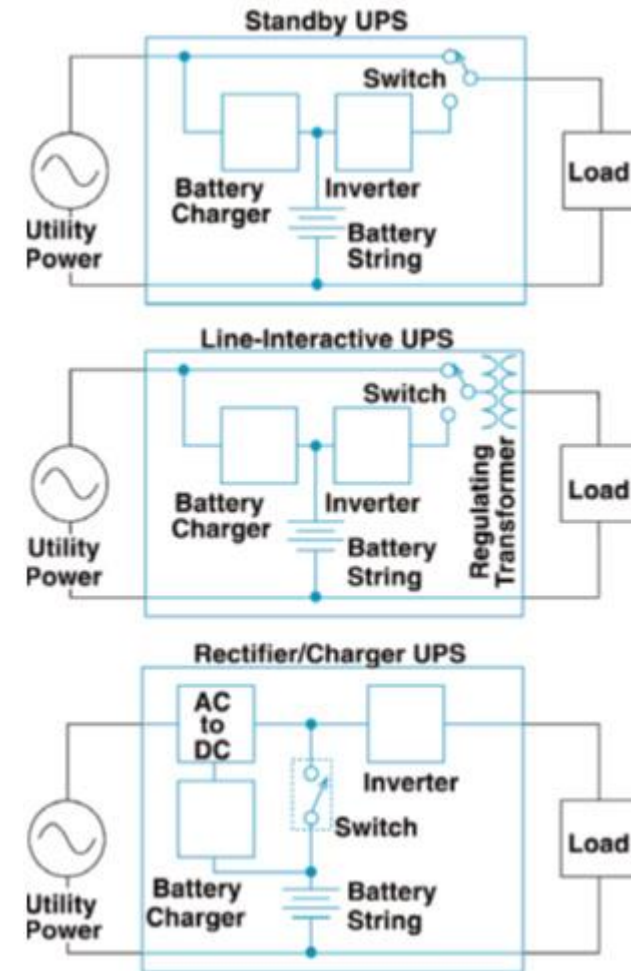 Standby UPS
Switch
Load
Battery
Charger
Inverter
Utility
Power
Battery
String
Line-Interactive UPS
Switch
Load
Battery
Charger
Inverter
Regulating
Transformer
Utility
Power
Battery
String
Rectifier/Charger UPS
AC
to
DC
Inverter
Switch
Load
Battery
Charger
Battery
String
Utility
Power